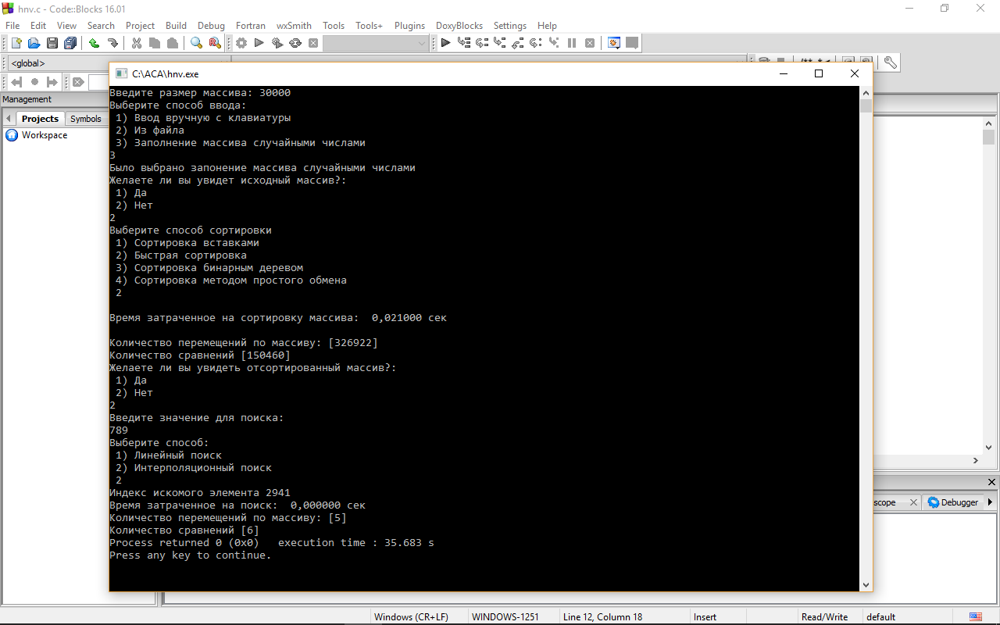 hnv.c - Code::Blocks 16.01
File Edit View Search Project Build Debug Fortran wxSmith Tools Tools+ Plugins DoxyBlocks Settings Help
<global>
C:\ACA\hnv.exe
Management
Projects Symbols
Workspace
Введите размер массива: 30000
Выберите способ ввода:
1) Ввод вручную с клавиатуры
2) Из файла
3) Заполнение массива случайными числами
3
Было выбрано запонение массива случайными числами
Желаете ли вы увидет исходный массив?:
1) Да
2) Нет
2
Выберите способ сортировки
1) Сортировка вставками
2) Быстрая сортировка
3) Сортировка бинарным деревом
4) Сортировка методом простого обмена
2
Время затраченное на сортировку массива: 0,021000 сек
Количество перемещений по массиву: [326922]
Количество сравнений [150460]
Желаете ли вы увидеть отсортированный массив?:
1) Да
2) Нет
2
Введите значение для поиска:
789
Выберите способ:
1) Линейный поиск
2) Интерполяционный поиск
2
Индекс искомого элемента 2941
Время затраченное на поиск: 0,000000 сек
Количество перемещений по массиву: [5]
Количество сравнений [6]
Process returned 0 (0x0) execution time : 35.683 s
Press any key to continue.
scope Debugger
Windows (CR+LF) WINDOWS-1251 Line 12, Column 18 Insert Read/Write default